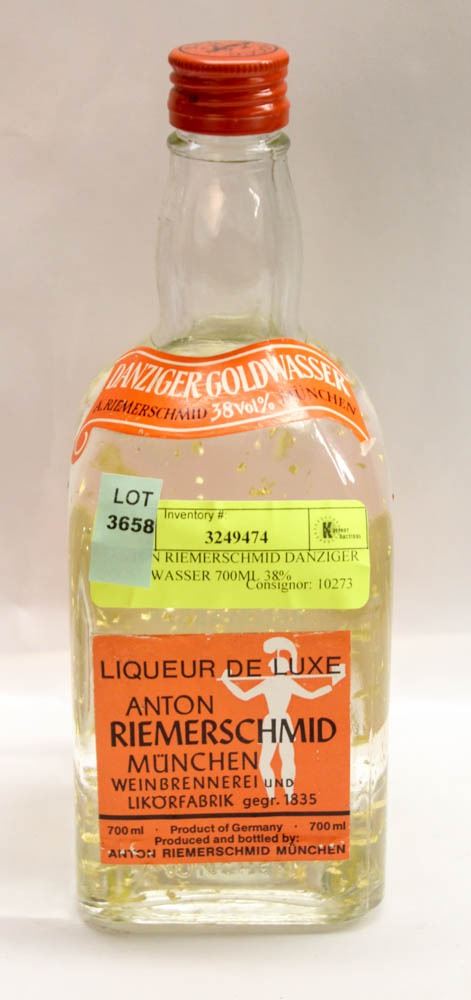 DANZIGER GOLDWASSER
A. RIEMERSCHMID 38 Vol% MÜNCHEN
LOT
3658
Inventory #:
3249474
RIEMERSCHMID DANZIGER
WASSER 700ML 38%
Consignor: 10273
LIQUEUR DE LUXE
ANTON
RIEMERSCHMID
MÜNCHEN
WEINBRENNEREI UND
LIKÖRFABRIK gegr. 1835
700 ml · Product of Germany · 700 ml
Produced and bottled by:
ANTON RIEMERSCHMID MÜNCHEN